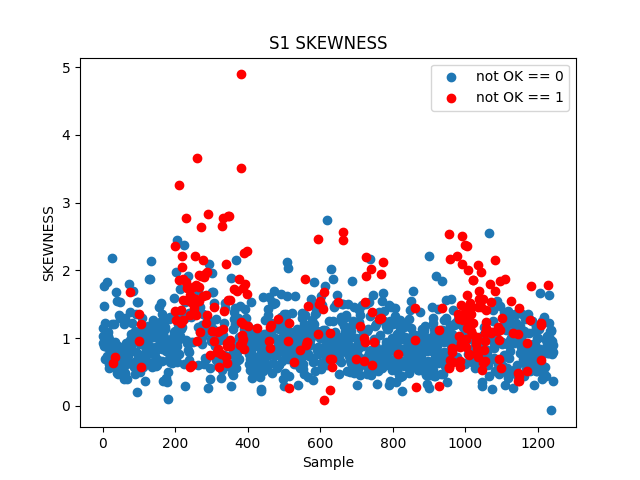 S1 SKEWNESS
not OK == 0
not OK == 1
5
4
3
2
1
0
SKEWNESS
0 200 400 600 800 1000 1200
Sample